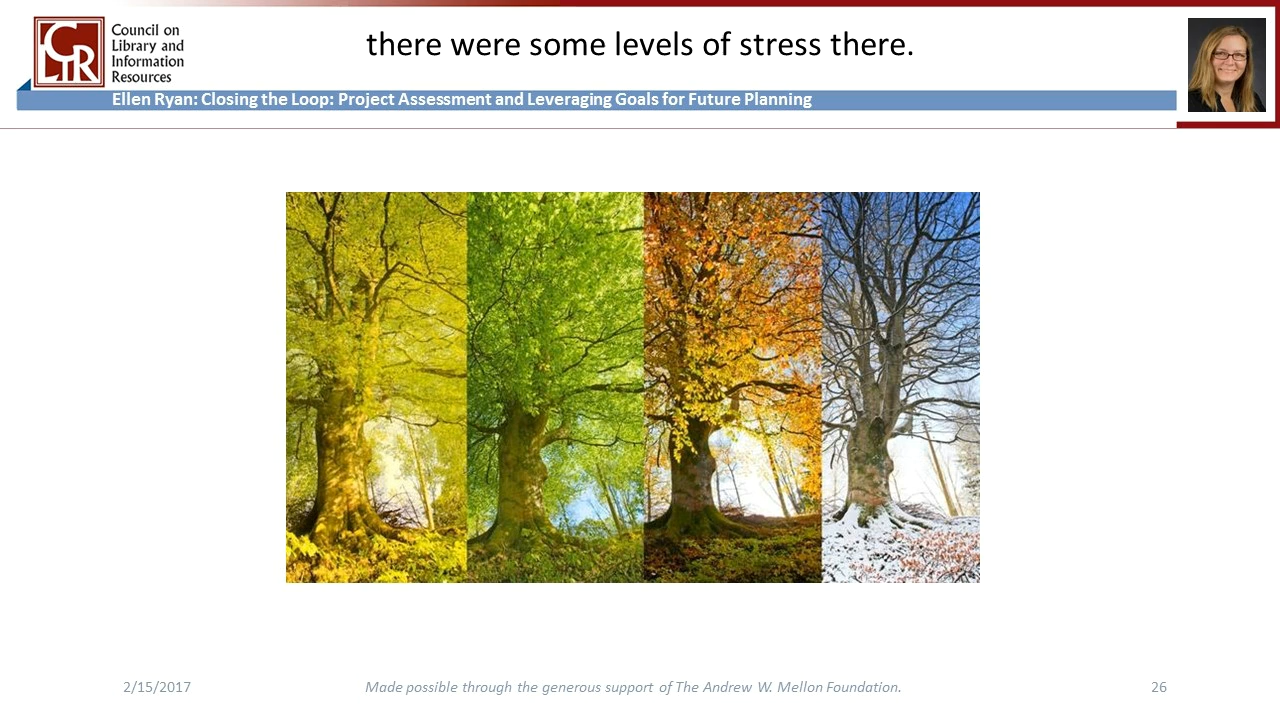 CLIR
Council on
Library and
Information
Resources
there were some levels of stress there.
Ellen Ryan: Closing the Loop: Project Assessment and Leveraging Goals for Future Planning
2/15/2017
Made possible through the generous support of The Andrew W. Mellon Foundation.
26